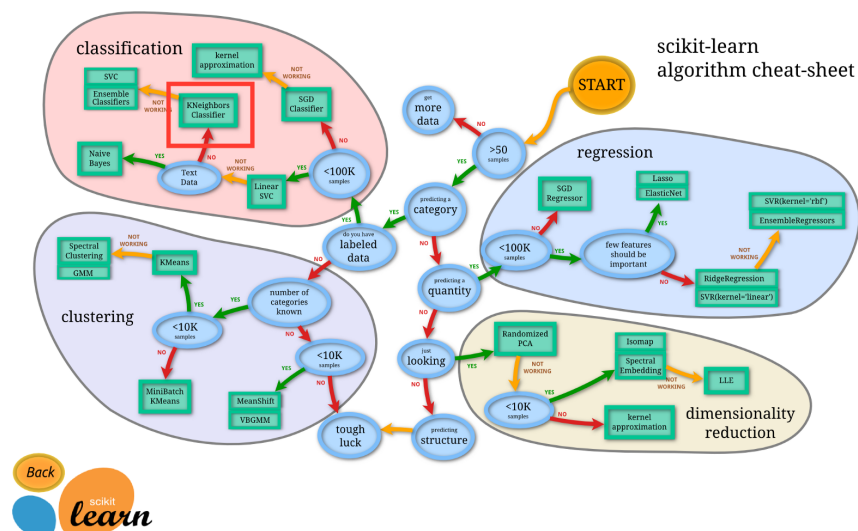 scikit-learn
algorithm cheat-sheet
START
classification
kernel
approximation
NOT
WORKING
SVC
Ensemble
Classifiers
NOT
WORKING
KNeighbors
Classifier
SGD
Classifier
NO
NO
Naive
Bayes
YES
Text
Data
NOT
WORKING
Linear
SVC
YES
<100K
samples
YES
get
more
data
NO
>50
samples
YES
predicting a
category
YES
do you have
labeled
data
NO
NO
predicting a
quantity
YES
NO
regression
SGD
Regressor
NO
<100K
samples
YES
few features
should be
important
YES
Lasso
ElasticNet
NO
RidgeRegression
SVR(kernel='linear')
NOT
WORKING
SVR(kernel='rbf')
EnsembleRegressors
clustering
Spectral
Clustering
GMM
NOT
WORKING
KMeans
YES
<10K
samples
YES
number of
categories
known
NO
NO
MiniBatch
KMeans
<10K
samples
YES
NO
MeanShift
VBGMM
tough
luck
just
looking
YES
NO
predicting
structure
Randomized
PCA
NOT
WORKING
<10K
samples
YES
Isomap
Spectral
Embedding
NOT
WORKING
LLE
NO
kernel
approximation
dimensionality
reduction
Back
scikit
learn